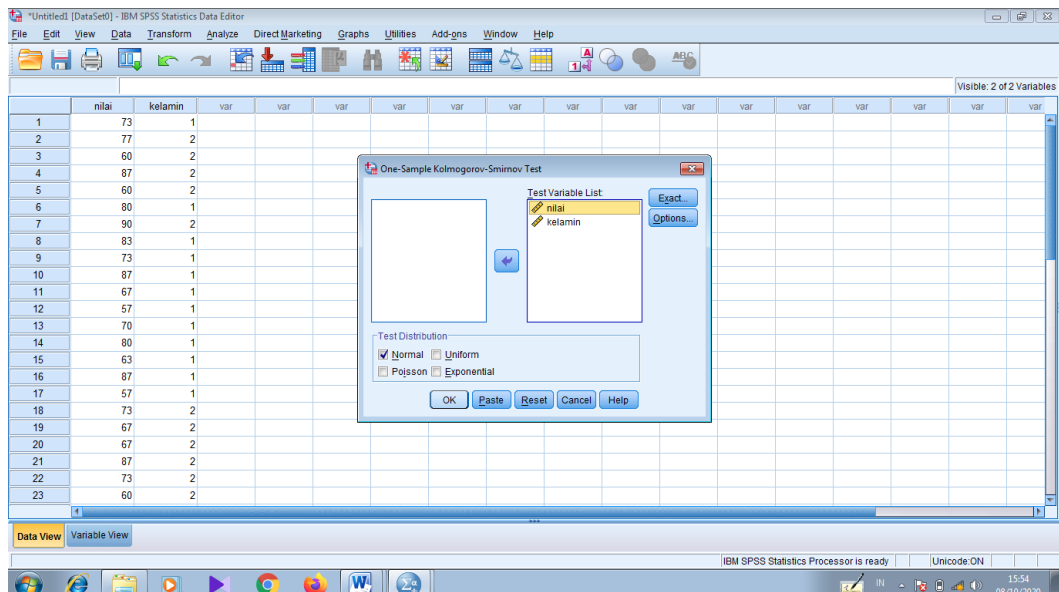 *Untitled1 [DataSet0] - IBM SPSS Statistics Data Editor
File Edit View Data Transform Analyze Direct Marketing Graphs Utilities Add-ons Window Help
Visible: 2 of 2 Variables
nilai kelamin var var var var var var var var var var var var var
1 73 1
2 77 2
3 60 2
4 87 2
5 60 2
6 80 1
7 90 2
8 83 1
9 73 1
10 87 1
11 67 1
12 57 1
13 70 1
14 80 1
15 63 1
16 87 1
17 57 1
18 73 2
19 67 2
20 67 2
21 87 2
22 73 2
23 60 2
One-Sample Kolmogorov-Smirnov Test
Test Variable List:
nilai
kelamin
Exact...
Options...
Test Distribution
Normal Uniform
Poisson Exponential
OK Paste Reset Cancel Help
Data View Variable View
IBM SPSS Statistics Processor is ready Unicode:ON
IN 15:54
08/10/2020